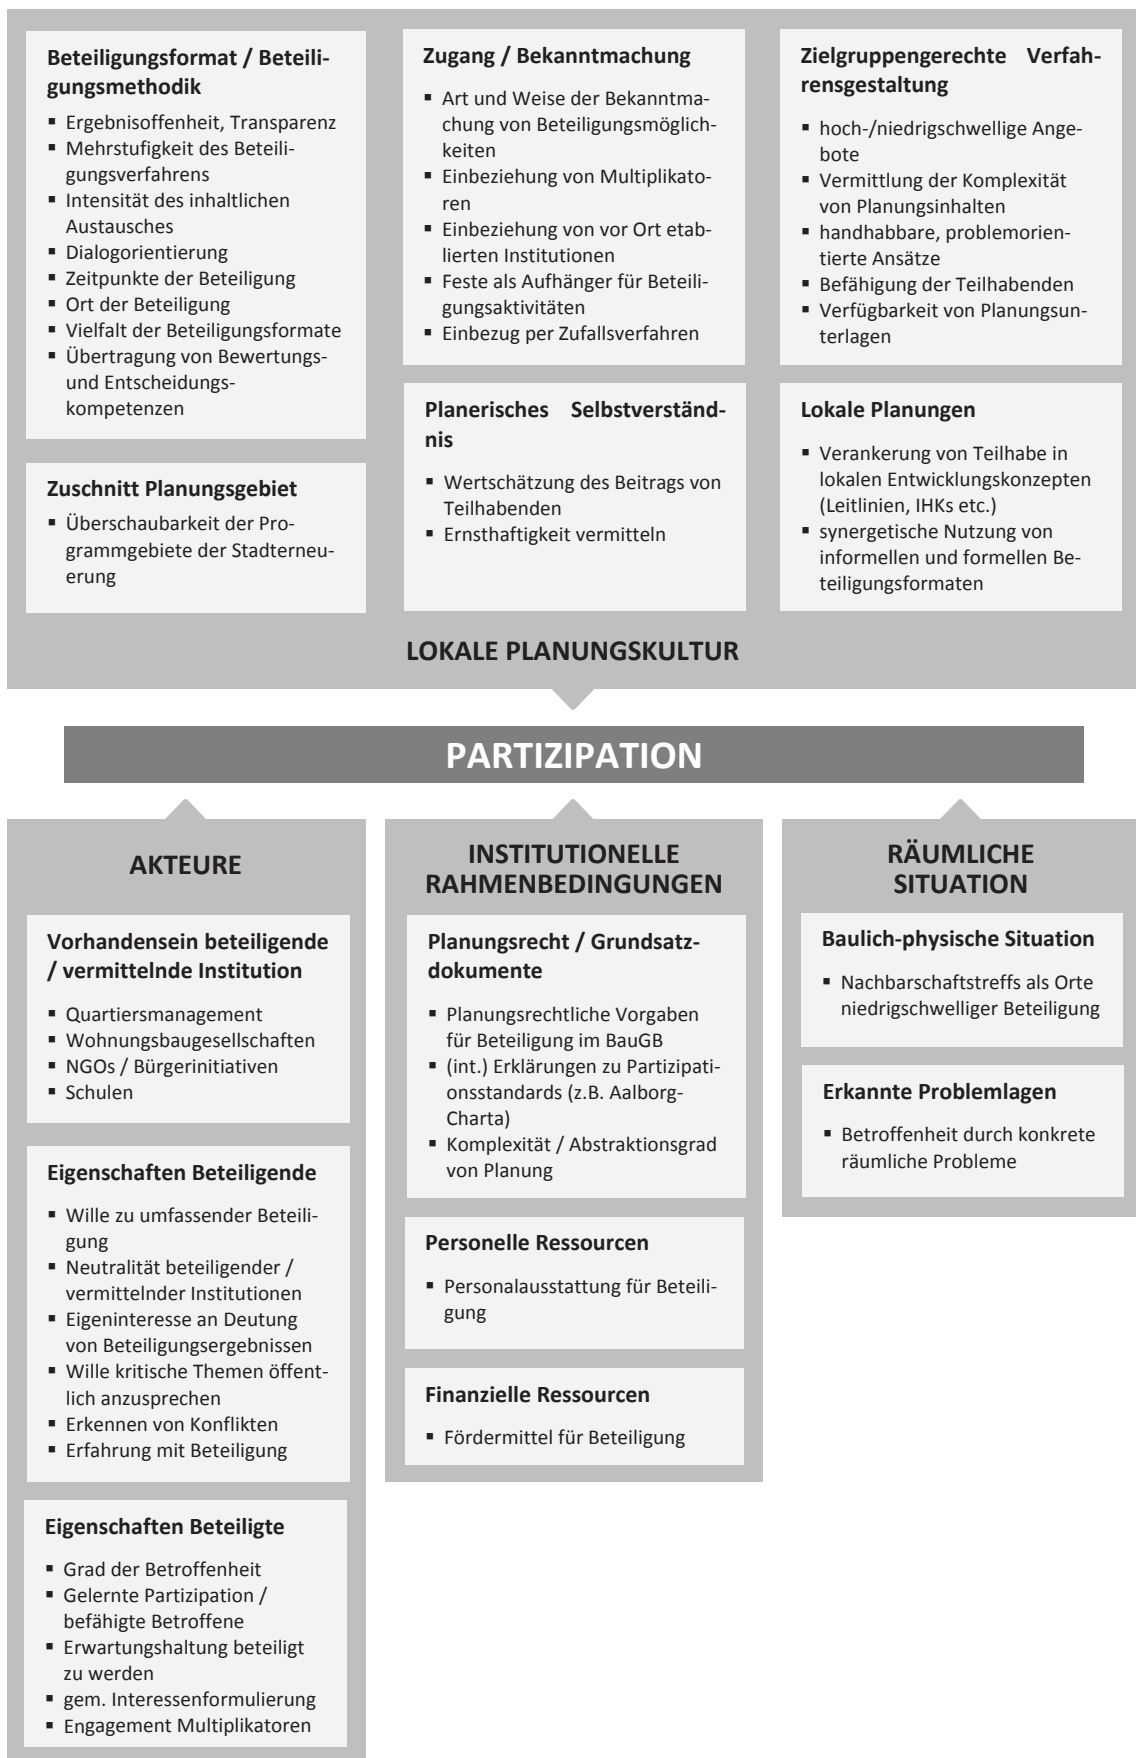 Beteiligungsformat / Beteili-
gungsmethodik
▪ Ergebnisoffenheit, Transparenz
▪ Mehrstufigkeit des Beteili-
gungsverfahrens
▪ Intensität des inhaltlichen
Austausches
▪ Dialogorientierung
▪ Zeitpunkte der Beteiligung
▪ Ort der Beteiligung
▪ Vielfalt der Beteiligungsformate
▪ Übertragung von Bewertungs-
und Entscheidungs-
kompetenzen
Zuschnitt Planungsgebiet
▪ Überschaubarkeit der Pro-
grammgebiete der Stadterneu-
erung
Zugang / Bekanntmachung
▪ Art und Weise der Bekanntma-
chung von Beteiligungsmöglich-
keiten
▪ Einbeziehung von Multiplikato-
ren
▪ Einbeziehung von vor Ort etab-
lierten Institutionen
▪ Feste als Aufhänger für Beteili-
gungsaktivitäten
▪ Einbezug per Zufallsverfahren
Planerisches Selbstverständ-
nis
▪ Wertschätzung des Beitrags von
Teilhabenden
▪ Ernsthaftigkeit vermitteln
Zielgruppengerechte Verfah-
rensgestaltung
▪ hoch-/niedrigschwellige Ange-
bote
▪ Vermittlung der Komplexität
von Planungsinhalten
▪ handhabbare, problemorien-
tierte Ansätze
▪ Befähigung der Teilhabenden
▪ Verfügbarkeit von Planungsun-
terlagen
Lokale Planungen
▪ Verankerung von Teilhabe in
lokalen Entwicklungskonzepten
(Leitlinien, IHKs etc.)
▪ synergetische Nutzung von
informellen und formellen Be-
teiligungsformaten
LOKALE PLANUNGSKULTUR
PARTIZIPATION
AKTEURE
Vorhandensein beteiligende
/ vermittelnde Institution
▪ Quartiersmanagement
▪ Wohnungsbaugesellschaften
▪ NGOs / Bürgerinitiativen
▪ Schulen
Eigenschaften Beteiligende
▪ Wille zu umfassender Beteili-
gung
▪ Neutralität beteiligender /
vermittelnder Institutionen
▪ Eigeninteresse an Deutung
von Beteiligungsergebnissen
▪ Wille kritische Themen öffent-
lich anzusprechen
▪ Erkennen von Konflikten
▪ Erfahrung mit Beteiligung
Eigenschaften Beteiligte
▪ Grad der Betroffenheit
▪ Gelernte Partizipation /
befähigte Betroffene
▪ Erwartungshaltung beteiligt
zu werden
▪ gem. Interessenformulierung
▪ Engagement Multiplikatoren
INSTITUTIONELLE
RAHMENBEDINGUNGEN
Planungsrecht / Grundsatz-
dokumente
▪ Planungsrechtliche Vorgaben
für Beteiligung im BauGB
▪ (int.) Erklärungen zu Partizipati-
onsstandards (z.B. Aalborg-
Charta)
▪ Komplexität / Abstraktionsgrad
von Planung
Personelle Ressourcen
▪ Personalausstattung für Beteili-
gung
Finanzielle Ressourcen
▪ Fördermittel für Beteiligung
RÄUMLICHE
SITUATION
Baulich-physische Situation
▪ Nachbarschaftstreffs als Orte
niedrigschwelliger Beteiligung
Erkannte Problemlagen
▪ Betroffenheit durch konkrete
räumliche Probleme